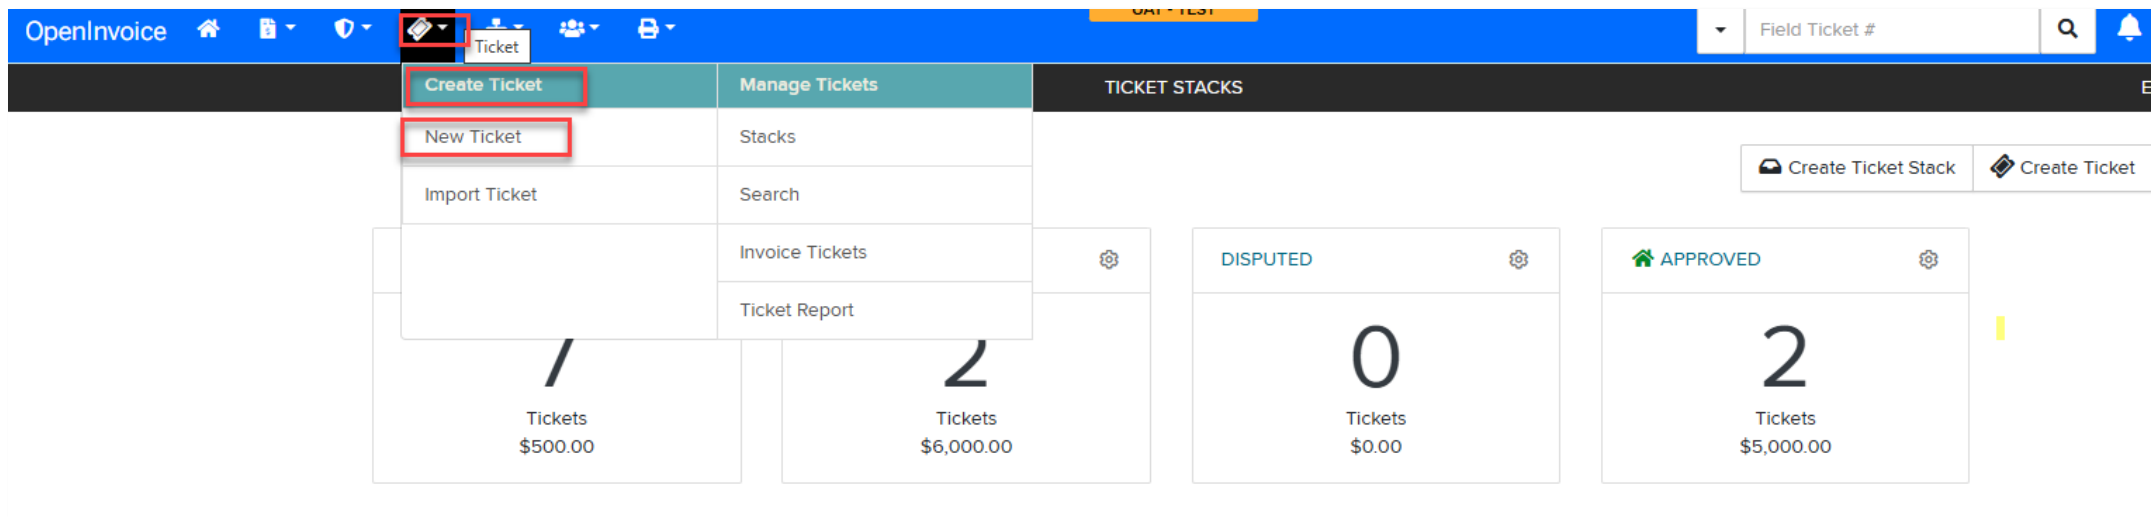 OpenInvoice
UAT - TEST
Field Ticket #
Ticket
Create Ticket
Manage Tickets
TICKET STACKS
E
New Ticket
Stacks
Create Ticket Stack
Create Ticket
Import Ticket
Search
Invoice Tickets
DISPUTED
APPROVED
Ticket Report
7
2
0
2
Tickets
Tickets
Tickets
Tickets
$500.00
$6,000.00
$0.00
$5,000.00